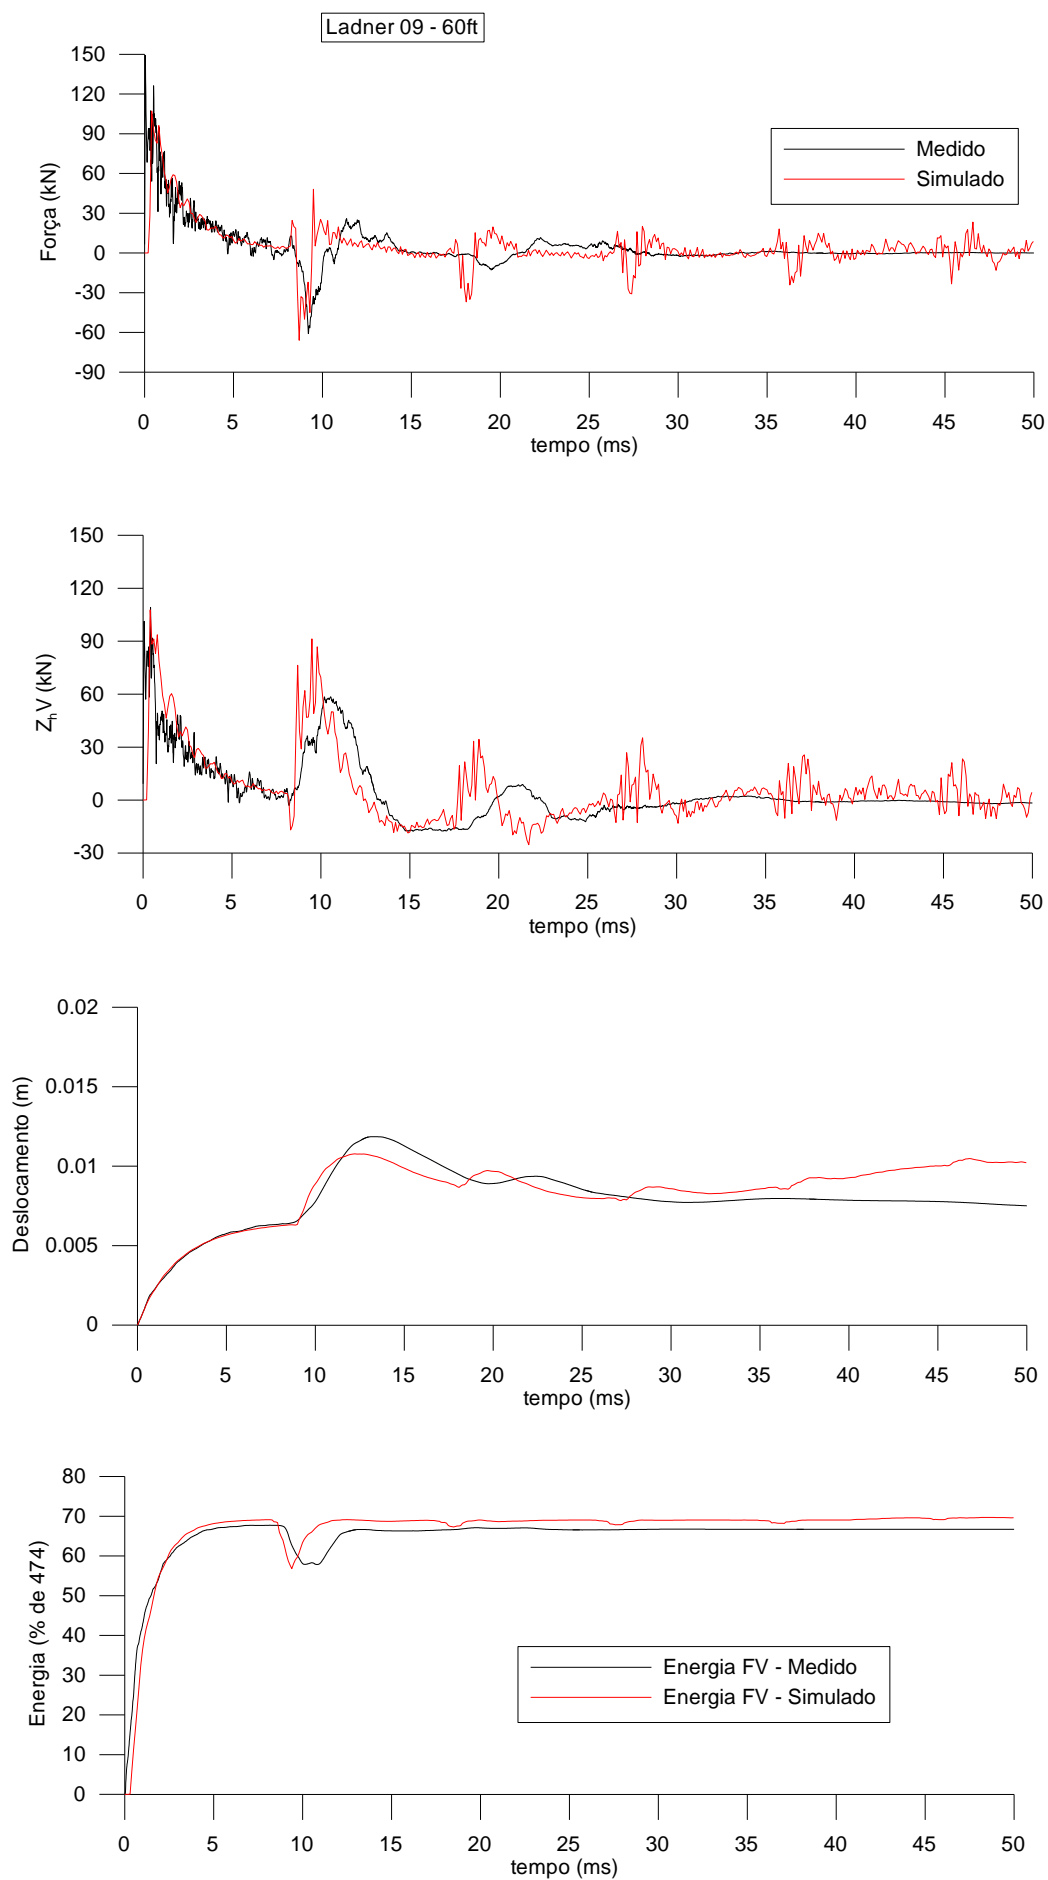 Ladner 09 - 60ft
150
120
90
60
30
0
-30
-60
-90
Força (kN)
Medido
Simulado
0 5 10 15 20 25 30 35 40 45 50
tempo (ms)
150
120
90
60
30
0
-30
ZhV (kN)
0 5 10 15 20 25 30 35 40 45 50
tempo (ms)
0.02
0.015
0.01
0.005
0
Deslocamento (m)
0 5 10 15 20 25 30 35 40 45 50
tempo (ms)
80
70
60
50
40
30
20
10
0
Energia (% de 474)
Energia FV - Medido
Energia FV - Simulado
0 5 10 15 20 25 30 35 40 45 50
tempo (ms)